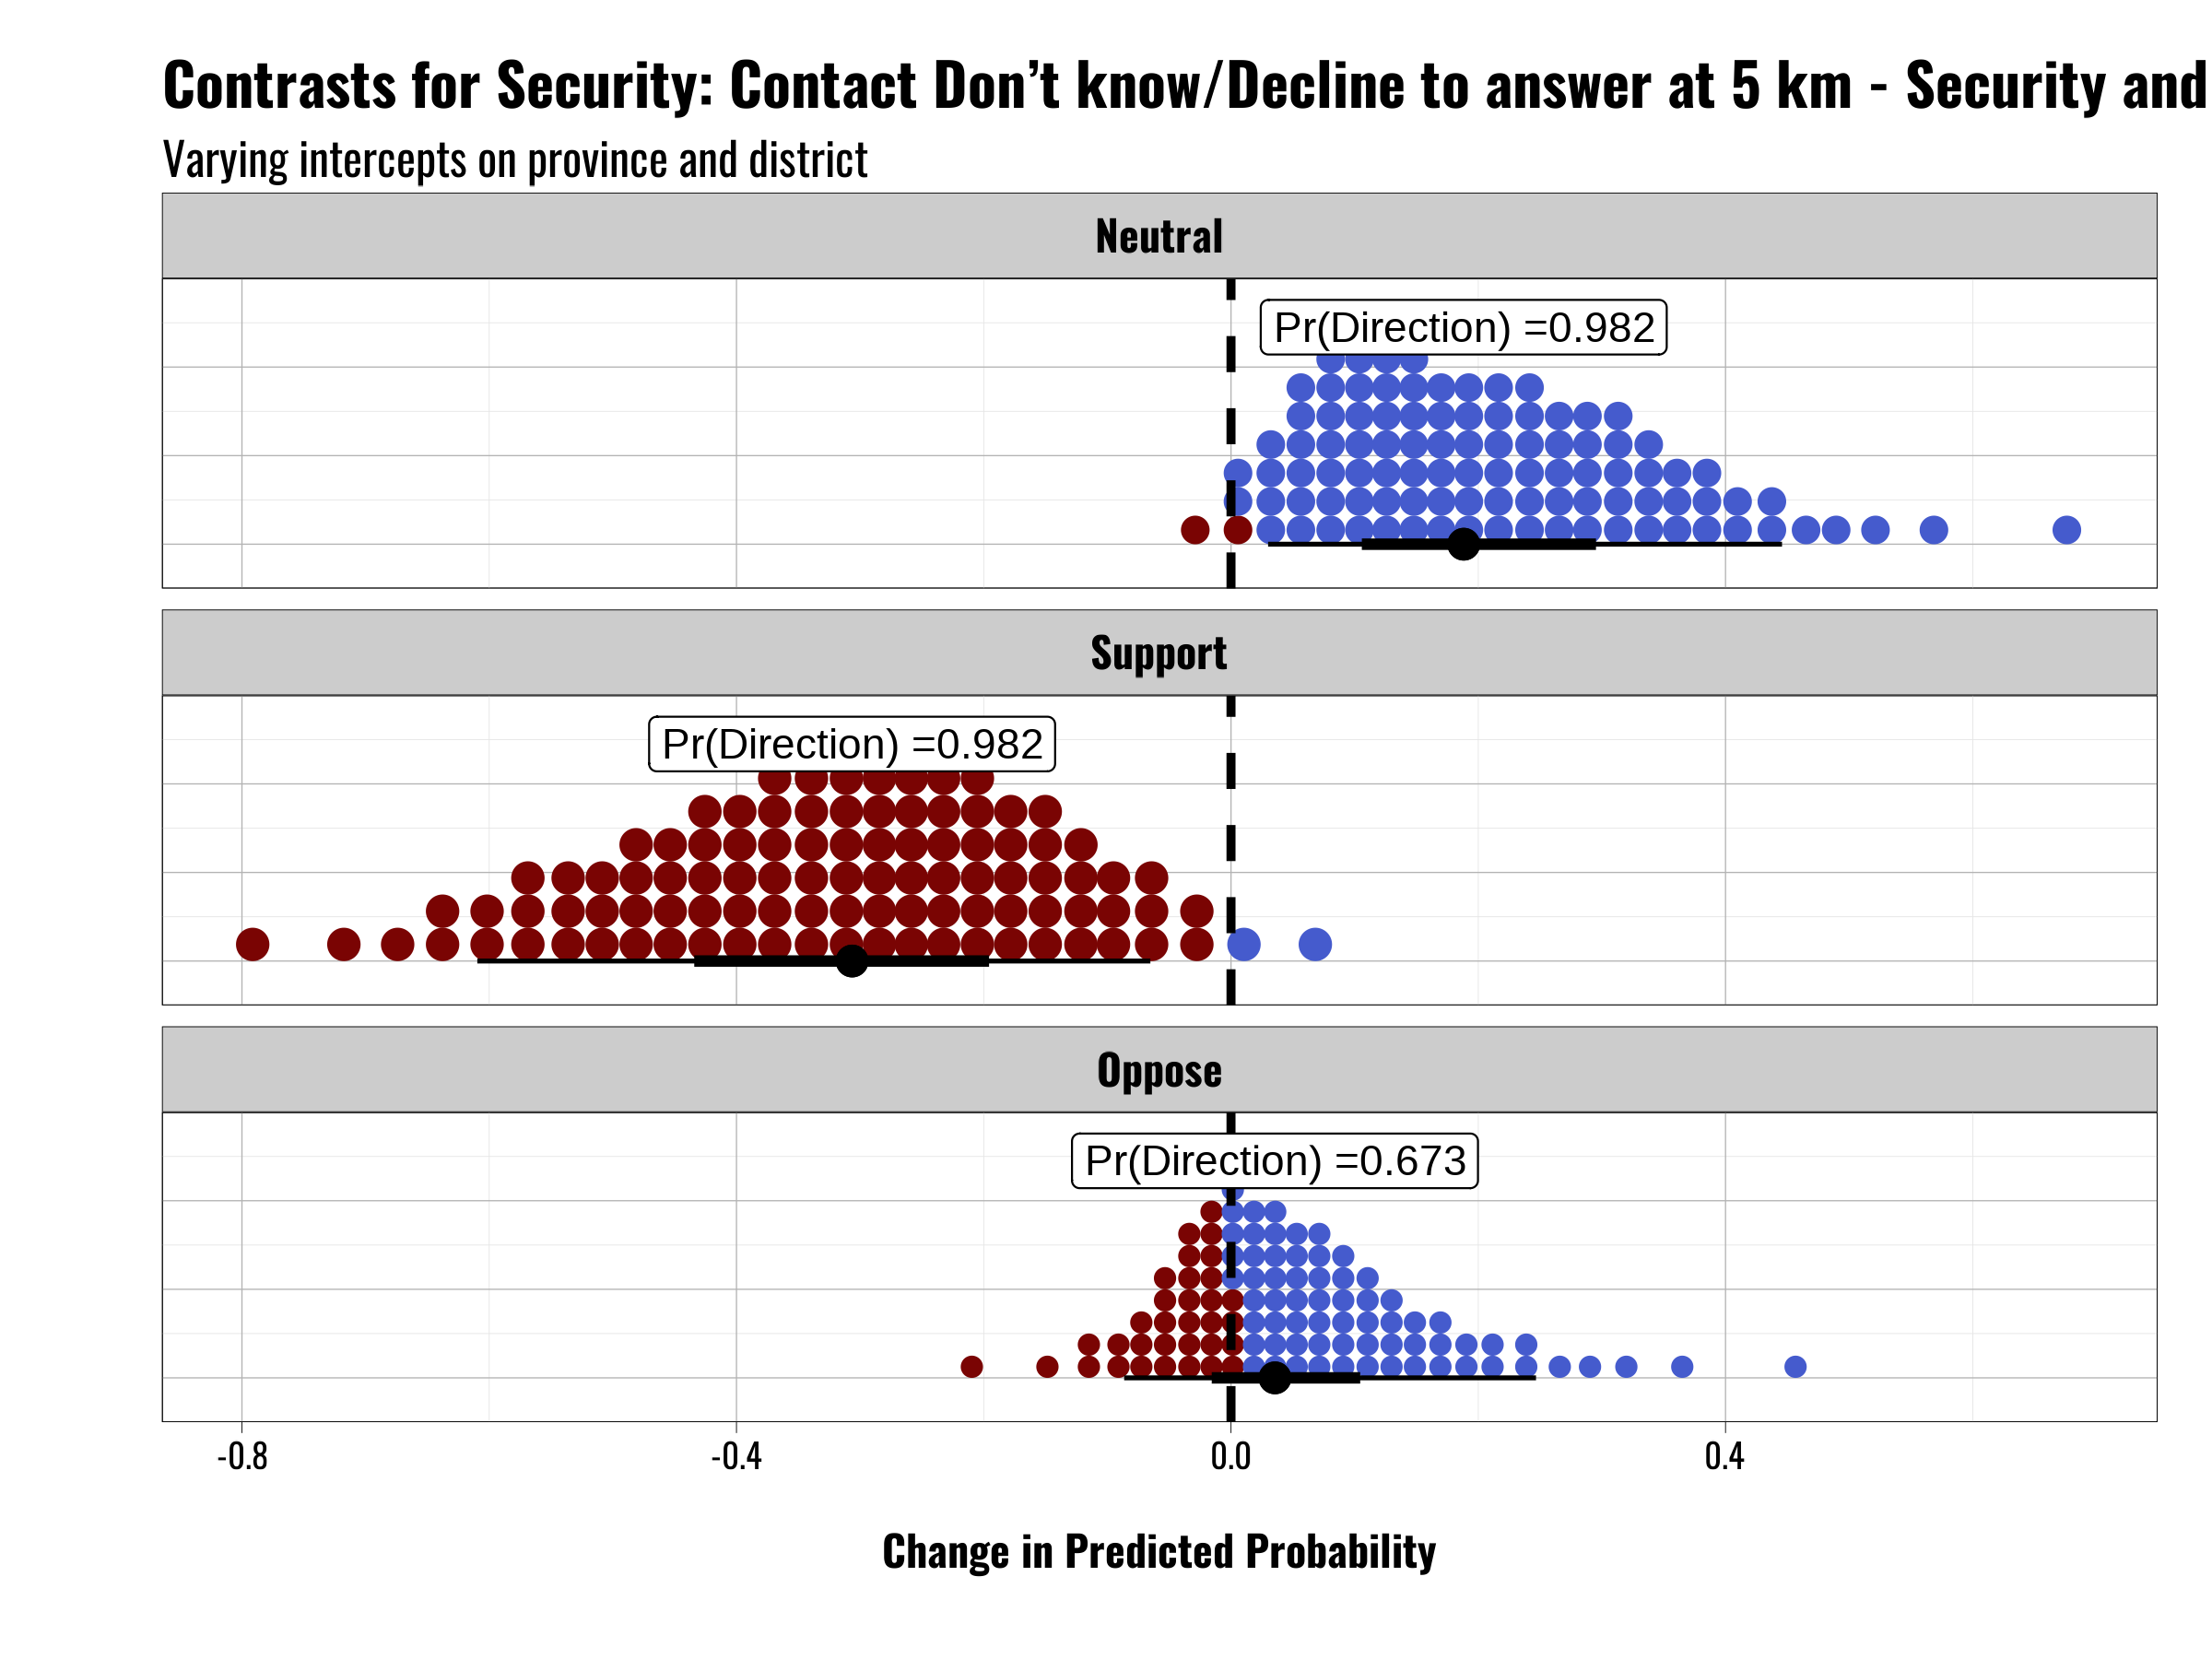 Contrasts for Security: Contact Don’t know/Decline to answer at 5 km - Security and
Varying intercepts on province and district
Neutral
Pr(Direction) =0.982
Support
Pr(Direction) =0.982
Oppose
Pr(Direction) =0.673
-0.8 -0.4 0.0 0.4
Change in Predicted Probability